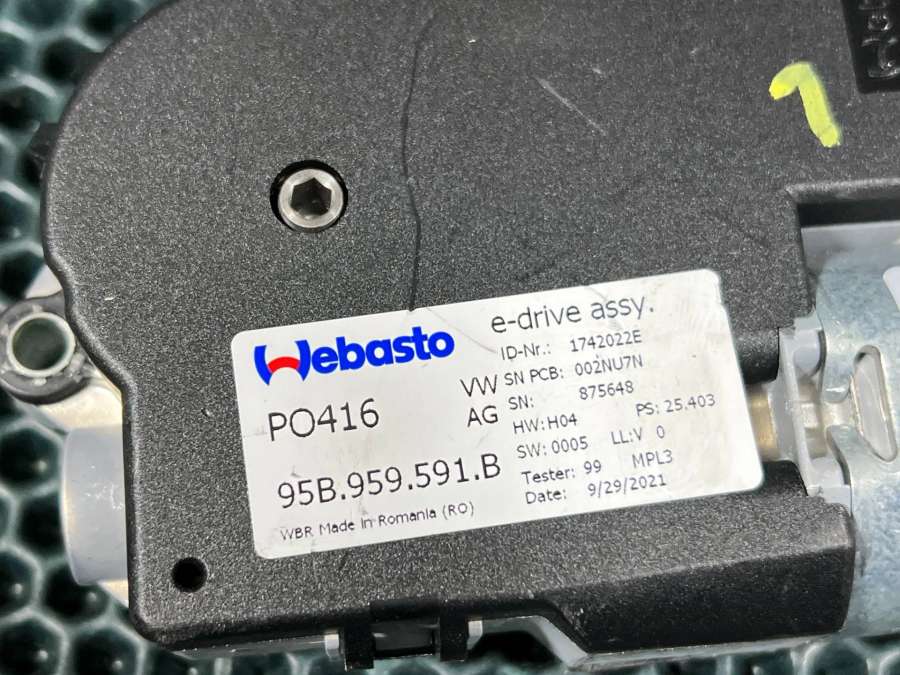 Webasto
e-drive assy.
PO416
VW
AG
95B.959.591.B
WBR Made in Romania (RO)
ID-Nr.: 1742022E
SN PCB: 002NU7N
SN: 875648
HW:H04 PS: 25.403
SW: 0005 LL:V 0
Tester: 99 MPL3
Date: 9/29/2021
1